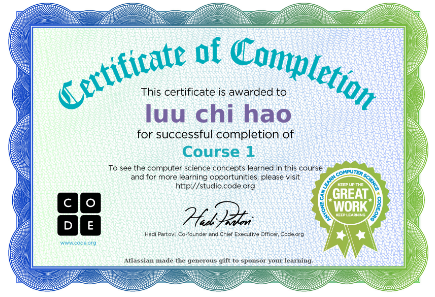 Certificate of Completion
This certificate is awarded to
luu chi hao
for successful completion of
Course 1
To see the computer science concepts learned in this course
and for more learning opportunities, please visit
http://studio.code.org
C O
D E
www.code.org
Hadi Partovi
Hadi Partovi Co-founder and Chief Executive Officer, Code.org
KEEP UP THE
GREAT
WORK
KEEP LEARNING
Atlassian made the generous gift to sponsor your learning.